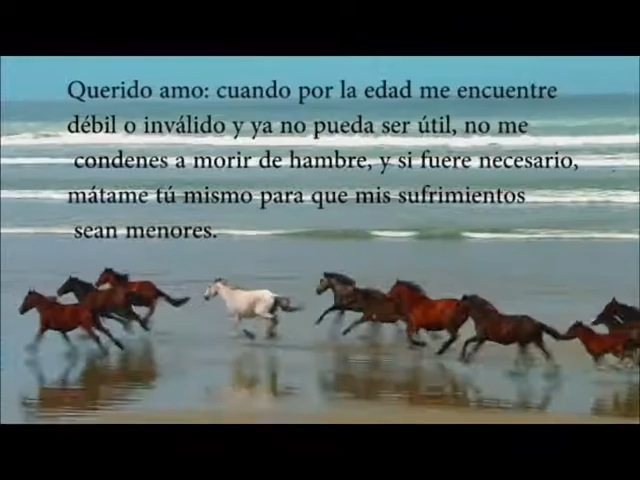 Querido amo: cuando por la edad me encuentre
débil o inválido y ya no pueda ser útil, no me
condenes a morir de hambre, y si fuere necesario,
mátame tú mismo para que mis sufrimientos
sean menores.